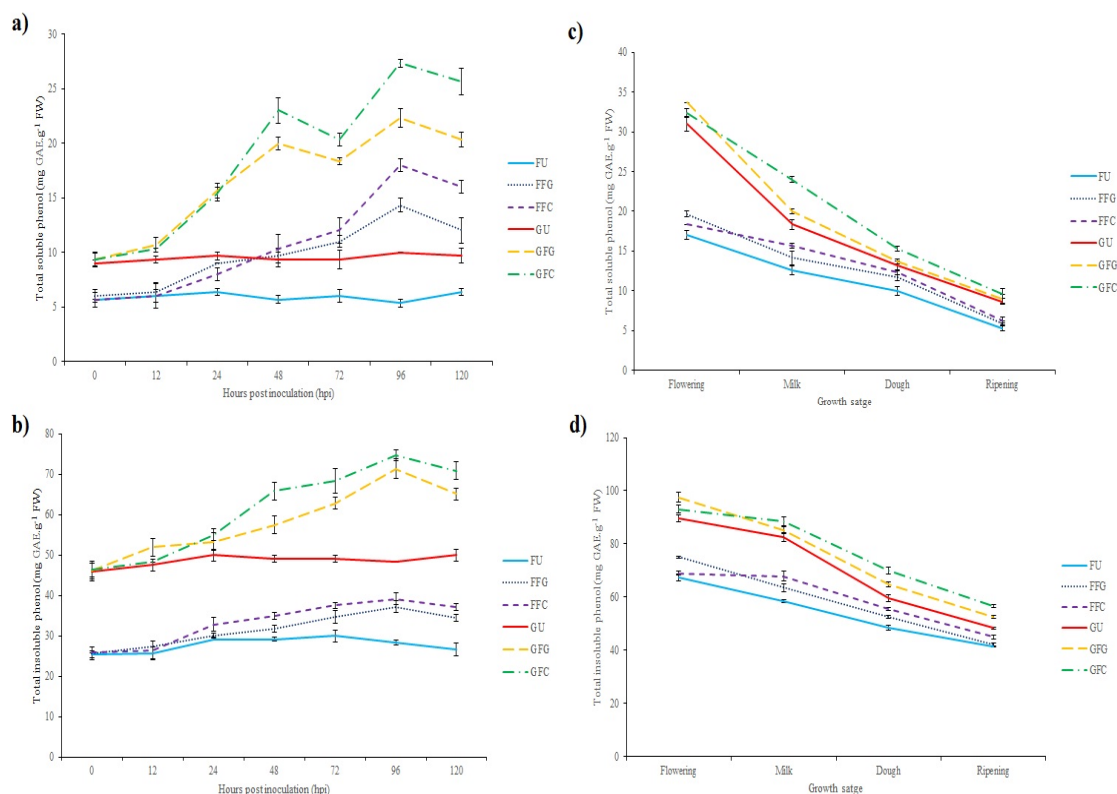 a)
Total soluble phenol (mg GAE.g⁻¹ FW)
30
25
20
15
10
5
0
0 12 24 48 72 96 120
Hours post inoculation (hpi)
FU
FFG
FFC
GU
GFG
GFC
c)
Total soluble phenol (mg GAE.g⁻¹ FW)
40
35
30
25
20
15
10
5
0
Flowering Milk Dough Ripening
Growth satge
FU
FFG
FFC
GU
GFG
GFC
b)
Total insoluble phenol (mg GAE.g⁻¹ FW)
80
70
60
50
40
30
20
10
0
0 12 24 48 72 96 120
Hours post inoculation (hpi)
FU
FFG
FFC
GU
GFG
GFC
d)
Total insoluble phenol (mg GAE.g⁻¹ FW)
120
100
80
60
40
20
0
Flowering Milk Dough Ripening
Growth satge
FU
FFG
FFC
GU
GFG
GFC